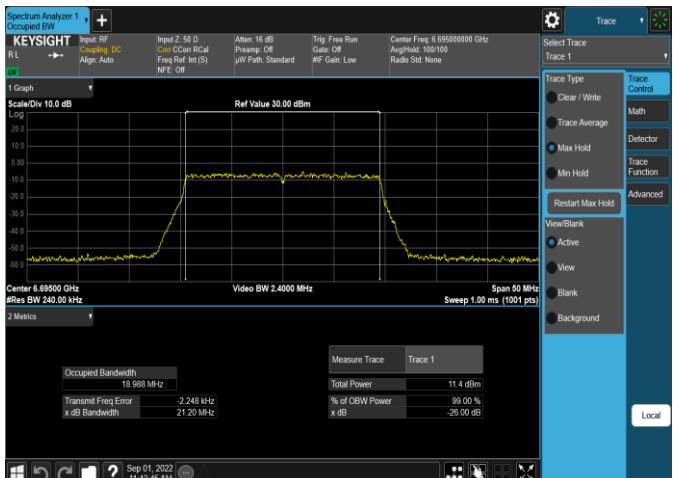 Spectrum Analyzer 1
Occupied BW
Trace
KEYSIGHT
Input: RF
Input Z: 50 Ω
Atten: 16 dB
Trig: Free Run
Center Freq: 6.695000000 GHz
RL
Coupling: DC
Corr CCorr RCal
Preamp: Off
Gate: Off
Avg|Hold: 100/100
Align: Auto
Freq Ref: Int (S)
µW Path: Standard
#IF Gain: Low
Radio Std: None
NFE: Off
LXI
Select Trace
Trace 1
1 Graph
Scale/Div 10.0 dB
Ref Value 30.00 dBm
Log
20.0
10.0
0.00
-10.0
-20.0
-30.0
-40.0
-50.0
-60.0
Center 6.69500 GHz
Video BW 2.4000 MHz
Span 50 MHz
#Res BW 240.00 kHz
Sweep 1.00 ms (1001 pts)
2 Metrics
Measure Trace
Trace 1
Occupied Bandwidth
18.988 MHz
Total Power
11.4 dBm
Transmit Freq Error
-2.248 kHz
% of OBW Power
99.00 %
x dB Bandwidth
21.20 MHz
x dB
-26.00 dB
Trace Type
Clear / Write
Trace Average
Max Hold
Min Hold
Restart Max Hold
View/Blank
Active
View
Blank
Background
Trace Control
Math
Detector
Trace Function
Advanced
Local
?
Sep 01, 2022